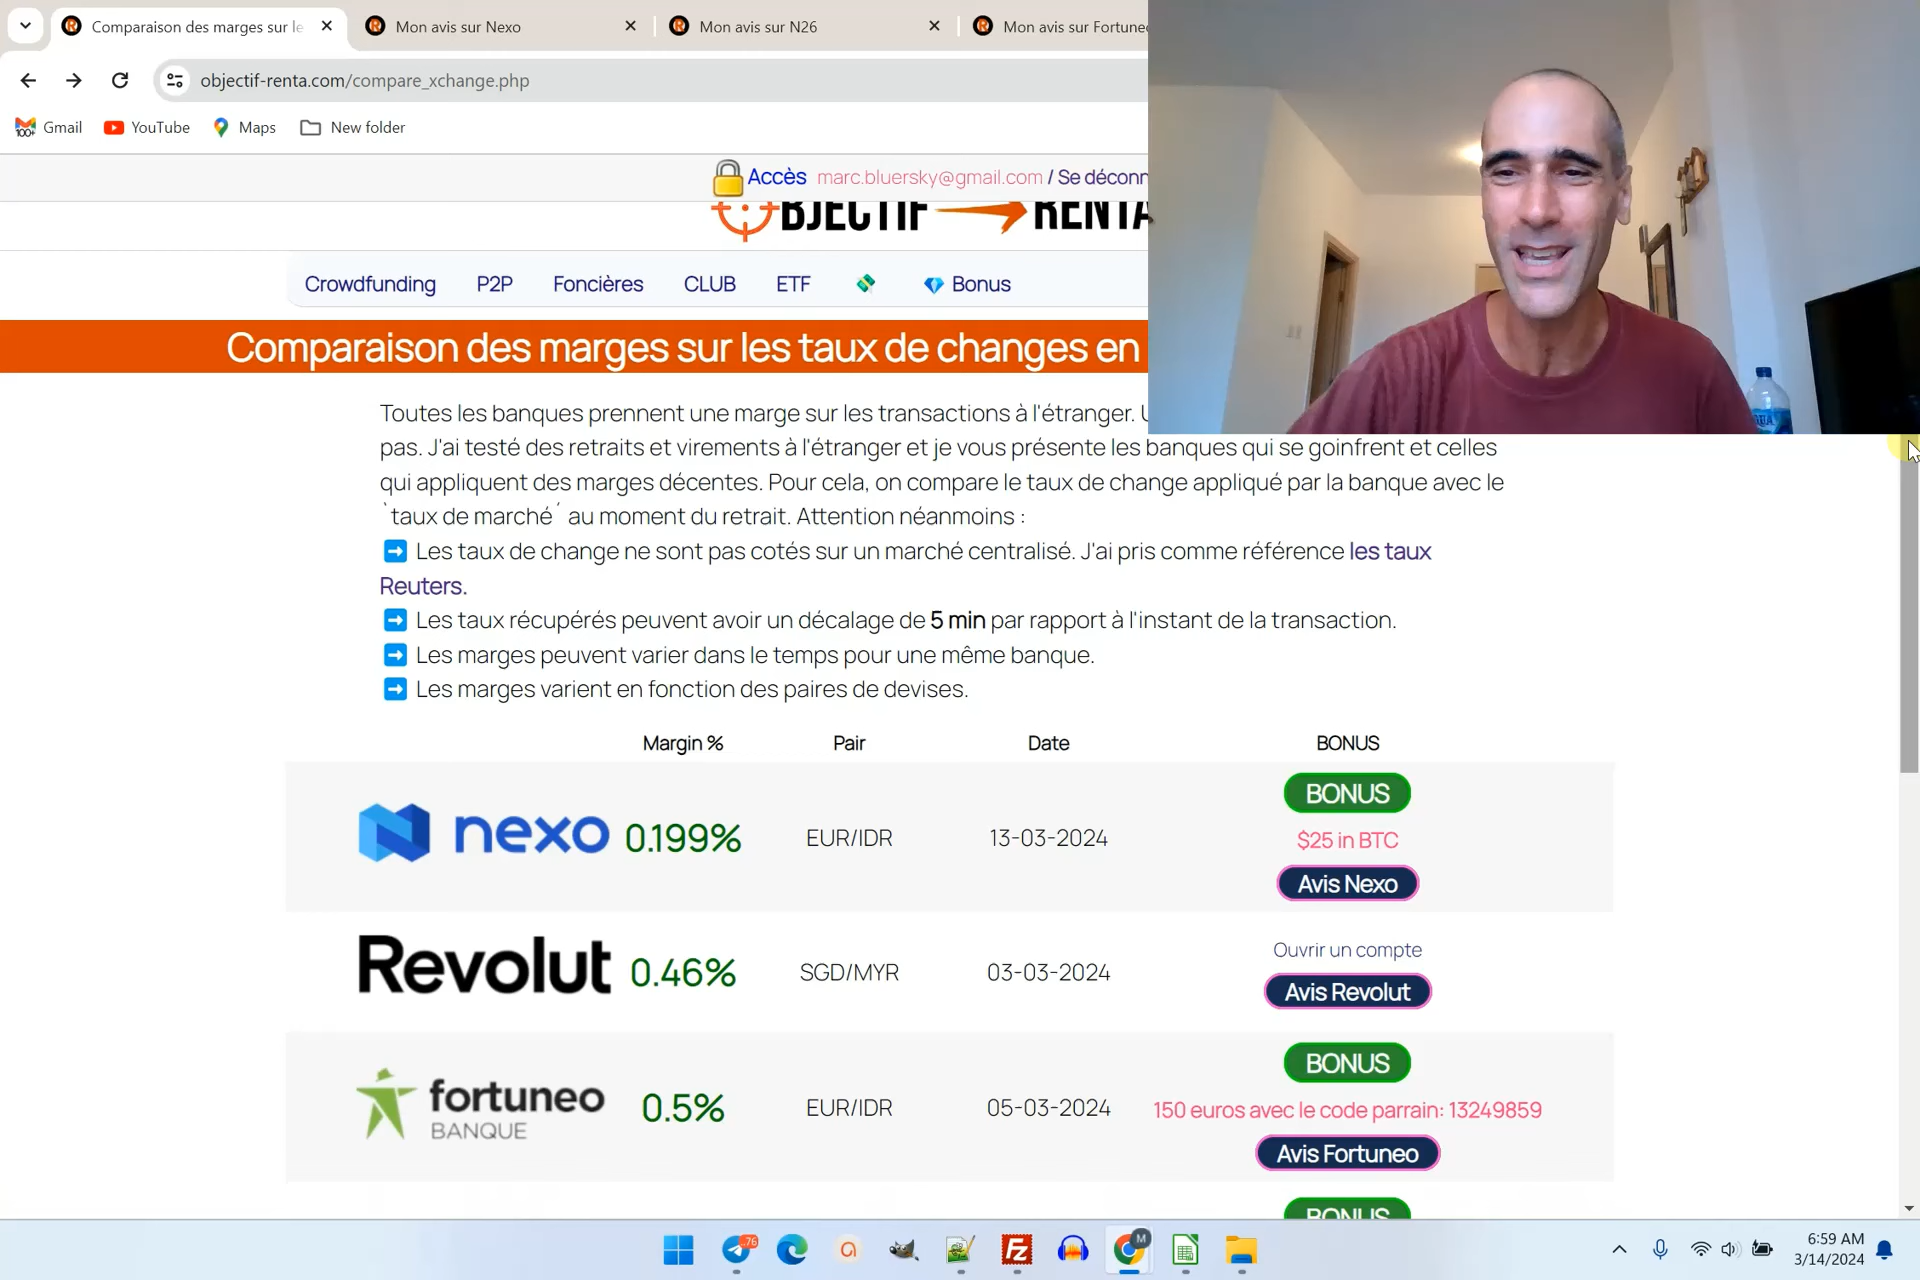 Comparaison des marges sur le
Mon avis sur Nexo
Mon avis sur N26
Mon avis sur Fortuneo
objectif-renta.com/compare_xchange.php
Gmail
YouTube
Maps
New folder
Accès marc.bluersky@gmail.com / Se déconn
BJECTIF RENTA
Crowdfunding
P2P
Foncières
CLUB
ETF
Bonus
Comparaison des marges sur les taux de changes en
Toutes les banques prennent une marge sur les transactions à l'étranger.
pas. J'ai testé des retraits et virements à l'étranger et je vous présente les banques qui se goinfrent et celles
qui appliquent des marges décentes. Pour cela, on compare le taux de change appliqué par la banque avec le
`taux de marché´ au moment du retrait. Attention néanmoins :
➡ Les taux de change ne sont pas cotés sur un marché centralisé. J'ai pris comme référence les taux
Reuters.
➡ Les taux récupérés peuvent avoir un décalage de 5 min par rapport à l'instant de la transaction.
➡ Les marges peuvent varier dans le temps pour une même banque.
➡ Les marges varient en fonction des paires de devises.
Margin % Pair Date BONUS
nexo 0.199% EUR/IDR 13-03-2024
BONUS
$25 in BTC
Avis Nexo
Revolut 0.46% SGD/MYR 03-03-2024
Ouvrir un compte
Avis Revolut
fortuneo
BANQUE
0.5% EUR/IDR 05-03-2024
BONUS
150 euros avec le code parrain: 13249859
Avis Fortuneo
BONUS
76
M
6:59 AM
3/14/2024